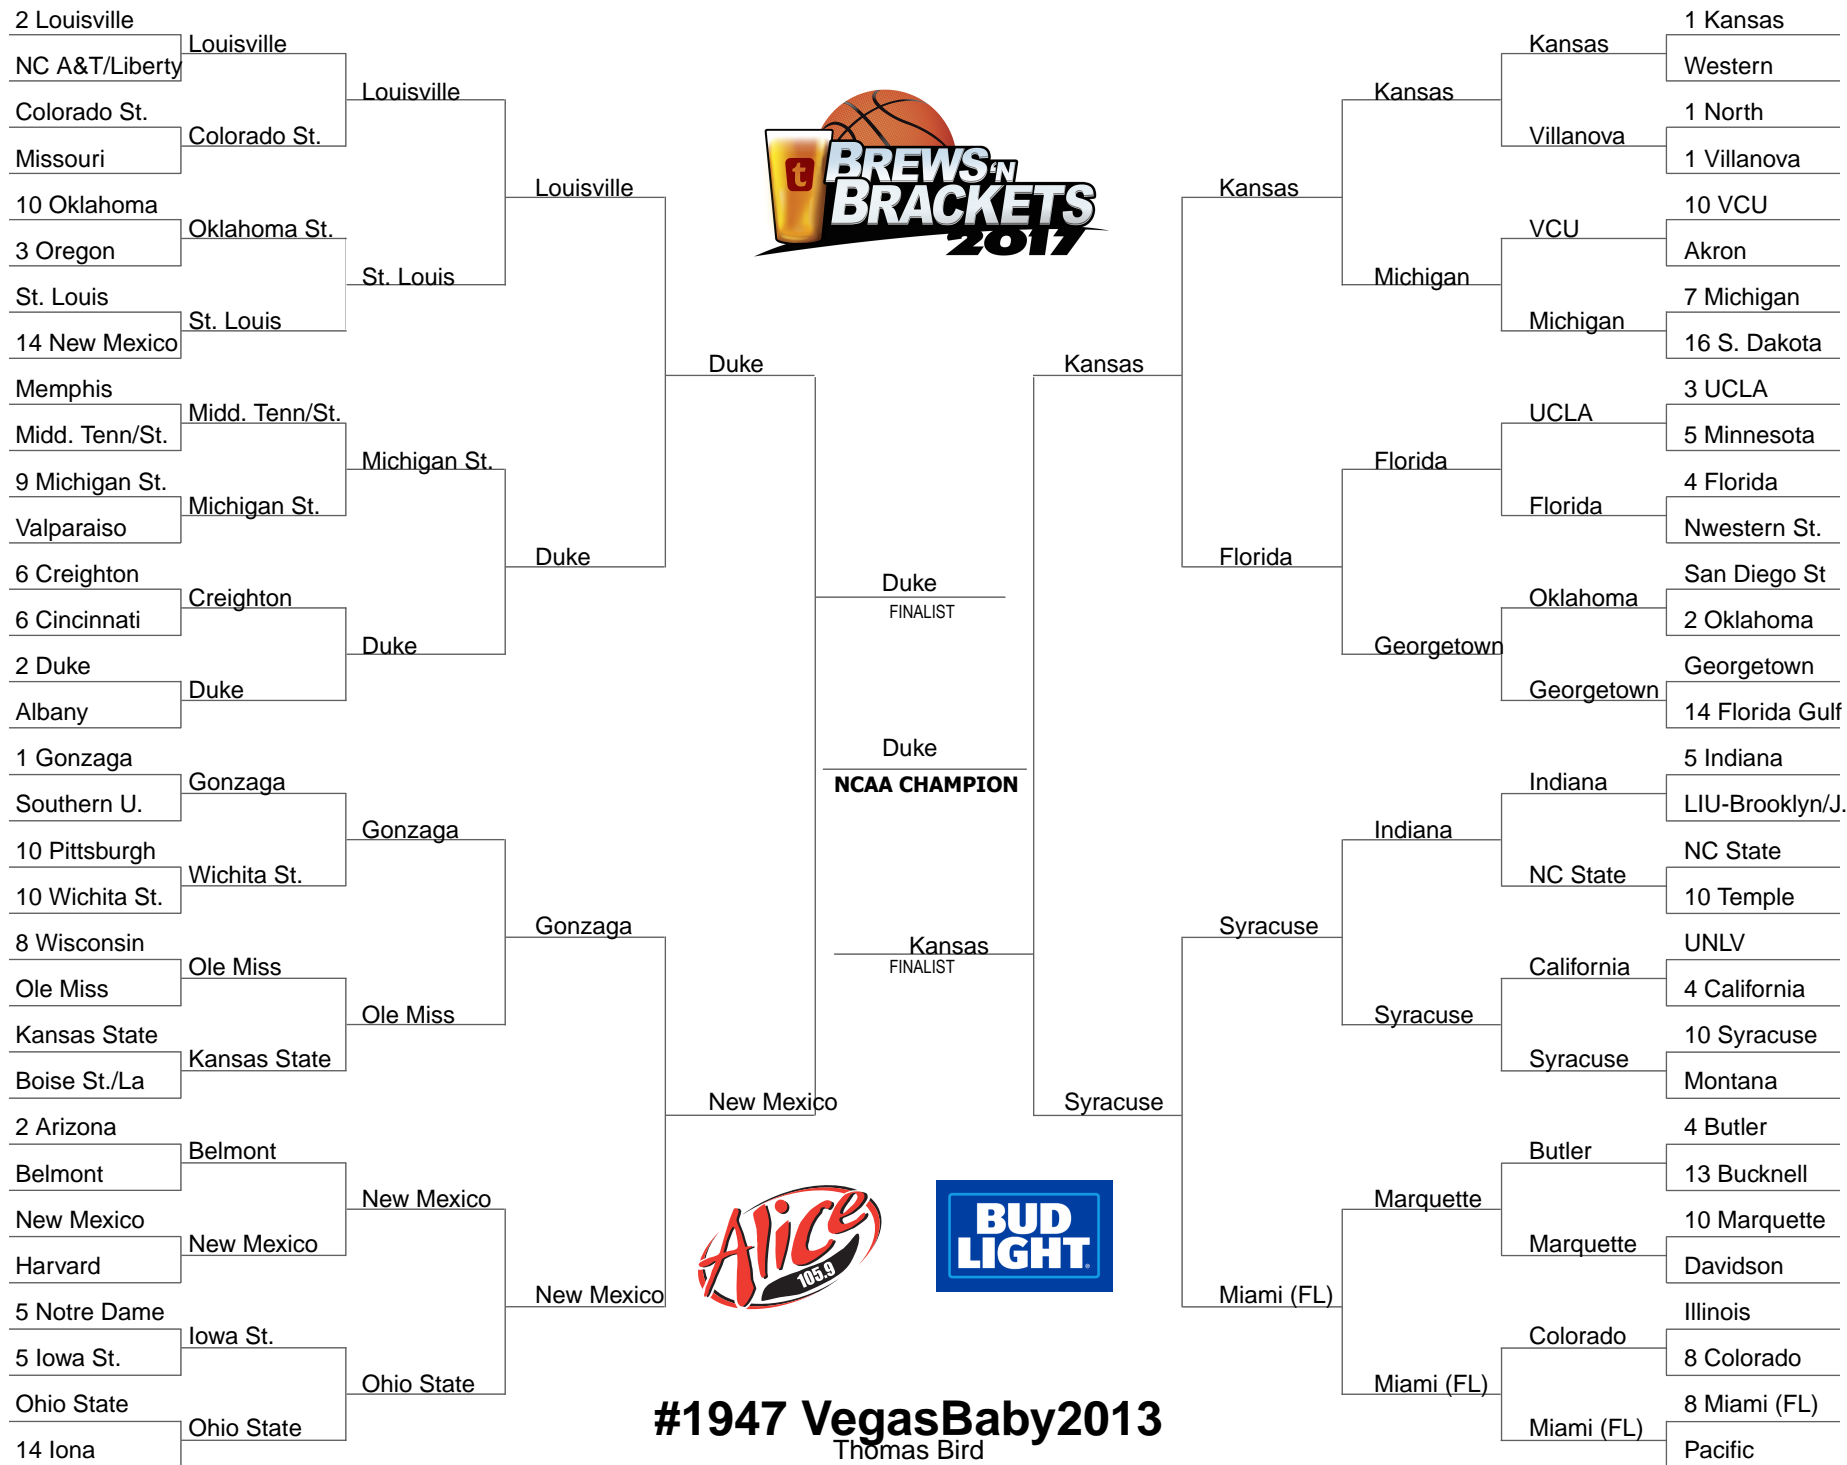 2 Louisville
NC A&T/Liberty
Colorado St.
Missouri
10 Oklahoma
3 Oregon
St. Louis
14 New Mexico
Memphis
Midd. Tenn/St.
9 Michigan St.
Valparaiso
6 Creighton
6 Cincinnati
2 Duke
Albany
1 Gonzaga
Southern U.
10 Pittsburgh
10 Wichita St.
8 Wisconsin
Ole Miss
Kansas State
Boise St./La
2 Arizona
Belmont
New Mexico
Harvard
5 Notre Dame
5 Iowa St.
Ohio State
14 Iona
Louisville
Colorado St.
Oklahoma St.
St. Louis
Midd. Tenn/St.
Michigan St.
Creighton
Duke
Gonzaga
Wichita St.
Ole Miss
Kansas State
Belmont
New Mexico
Iowa St.
Ohio State
Louisville
St. Louis
Michigan St.
Duke
Gonzaga
Ole Miss
New Mexico
Ohio State
Louisville
Duke
Gonzaga
New Mexico
Duke
New Mexico
t
BREWS 'N
BRACKETS
2017
Duke
FINALIST
Duke
NCAA CHAMPION
Kansas
FINALIST
Alice
105.9
BUD
LIGHT
#1947 VegasBaby2013
Thomas Bird
Kansas
Syracuse
Kansas
Florida
Syracuse
Miami (FL)
Kansas
Michigan
Florida
Georgetown
Indiana
Syracuse
Marquette
Miami (FL)
Kansas
Villanova
VCU
Michigan
UCLA
Florida
Oklahoma
Georgetown
Indiana
NC State
California
Syracuse
Butler
Marquette
Colorado
Miami (FL)
1 Kansas
Western
1 North
1 Villanova
10 VCU
Akron
7 Michigan
16 S. Dakota
3 UCLA
5 Minnesota
4 Florida
Nwestern St.
San Diego St
2 Oklahoma
Georgetown
14 Florida Gulf
5 Indiana
LIU-Brooklyn/J.
NC State
10 Temple
UNLV
4 California
10 Syracuse
Montana
4 Butler
13 Bucknell
10 Marquette
Davidson
Illinois
8 Colorado
8 Miami (FL)
Pacific